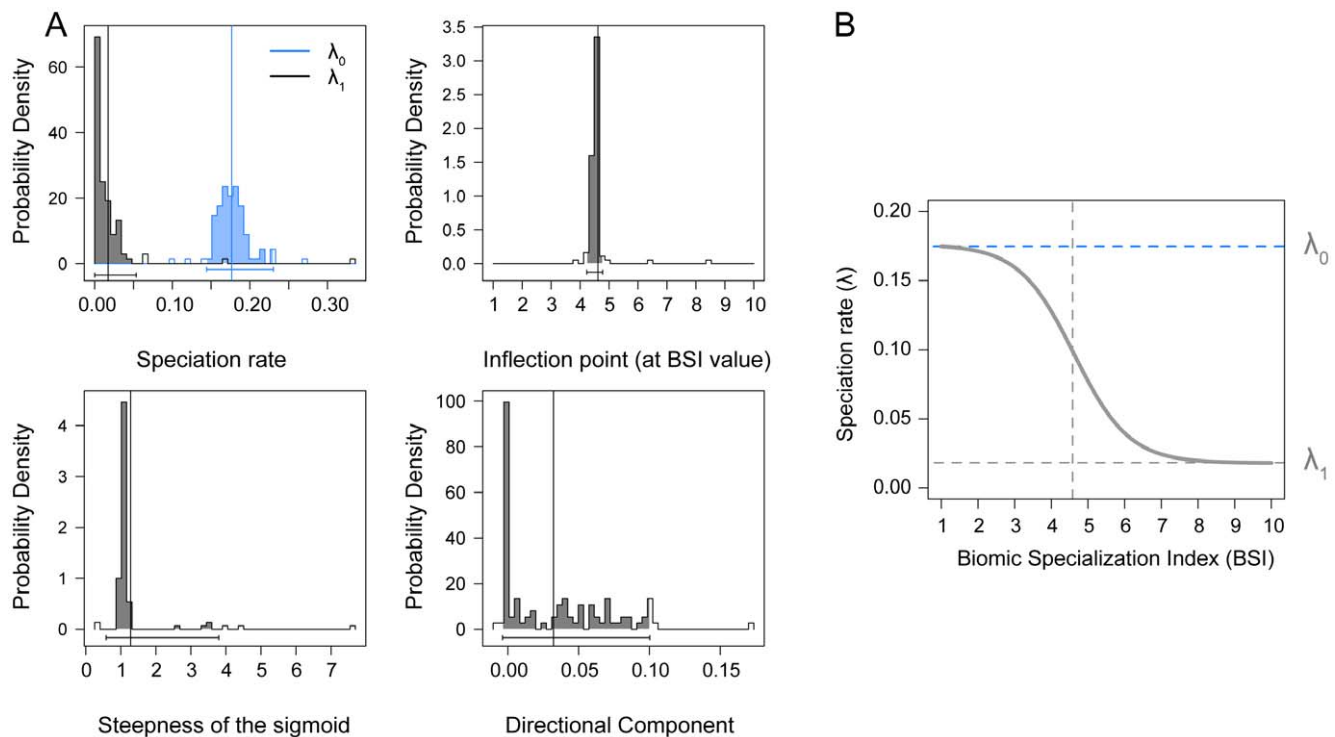 A
B
Probability Density
60
40
20
0
0.00 0.10 0.20 0.30
Speciation rate
λ0
λ1
Probability Density
3.5
3.0
2.5
2.0
1.5
1.0
0.5
0.0
1 2 3 4 5 6 7 8 9 10
Inflection point (at BSI value)
Probability Density
4
3
2
1
0
0 1 2 3 4 5 6 7
Steepness of the sigmoid
Probability Density
100
80
60
40
20
0
0.00 0.05 0.10 0.15
Directional Component
Speciation rate (λ)
0.20
0.15
0.10
0.05
0.00
λ0
λ1
1 2 3 4 5 6 7 8 9 10
Biomic Specialization Index (BSI)